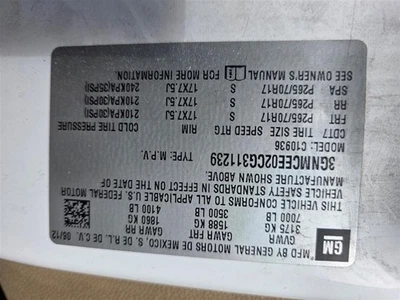 GM
MFD BY GENERAL MOTORS DE MEXICO, S. DE R.L. DE C.V. 06/12
GVWR GAWR FRT GAWR RR
3175 KG 1588 KG 1860 KG
7000 LB 3500 LB 4100 LB
THIS VEHICLE CONFORMS TO ALL APPLICABLE U.S. FEDERAL MOTOR
VEHICLE SAFETY STANDARDS IN EFFECT ON THE DATE OF
MANUFACTURE SHOWN ABOVE.
3GNMCEE02CG311239 TYPE: M.P.V.
C10936
TIRE SIZE SPEED RTG RIM COLD TIRE PRESSURE
FRT P265/70R17 S 17X7.5J 210KPA(30PSI)
RR P265/70R17 S 17X7.5J 210KPA(30PSI)
SPA P265/70R17 S 17X7.5J 240KPA(35PSI)
SEE OWNER'S MANUAL FOR MORE INFORMATION.